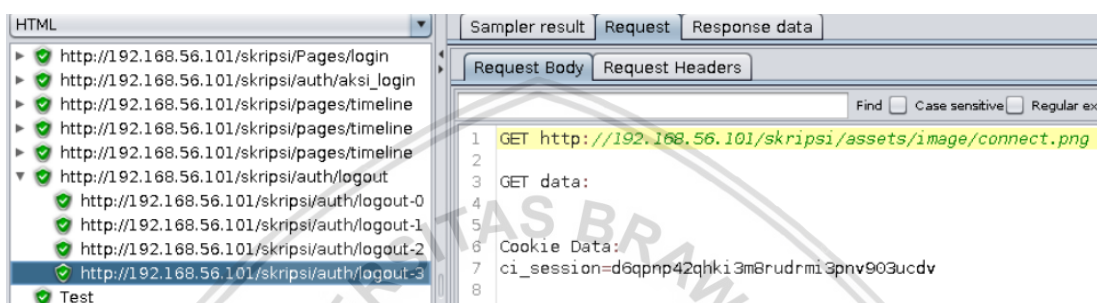 HTML
http://192.168.56.101/skripsi/Pages/login
http://192.168.56.101/skripsi/auth/aksi_login
http://192.168.56.101/skripsi/pages/timeline
http://192.168.56.101/skripsi/pages/timeline
http://192.168.56.101/skripsi/pages/timeline
http://192.168.56.101/skripsi/auth/logout
http://192.168.56.101/skripsi/auth/logout-0
http://192.168.56.101/skripsi/auth/logout-1
http://192.168.56.101/skripsi/auth/logout-2
http://192.168.56.101/skripsi/auth/logout-3
Test
Sampler result Request Response data
Request Body Request Headers
Find Case sensitive Regular ex
1 GET http://192.168.56.101/skripsi/assets/image/connect.png
2
3 GET data:
4
5
6 Cookie Data:
7 ci_session=d6qpnp42qhki3m8rudrmi3pnv903ucdv
8
ERSITAS BRAW